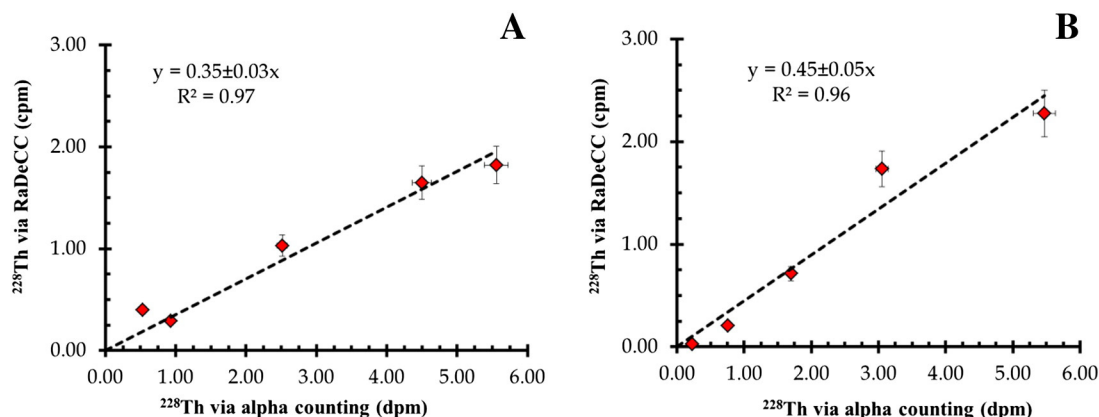 A
3.00
2.00
1.00
0.00
y = 0.35±0.03x
R² = 0.97
²²⁸Th via RaDeCC (cpm)
0.00 1.00 2.00 3.00 4.00 5.00 6.00
²²⁸Th via alpha counting (dpm)
B
3.00
2.00
1.00
0.00
y = 0.45±0.05x
R² = 0.96
²²⁸Th via RaDeCC (cpm)
0.00 1.00 2.00 3.00 4.00 5.00 6.00
²²⁸Th via alpha counting (dpm)